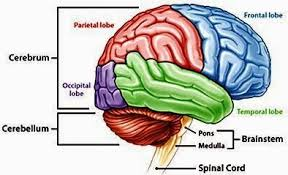 Parietal lobe
Frontal lobe
Cerebrum
Occipital
lobe
Temporal lobe
Cerebellum
Pons
Medulla
Brainstem
Spinal Cord